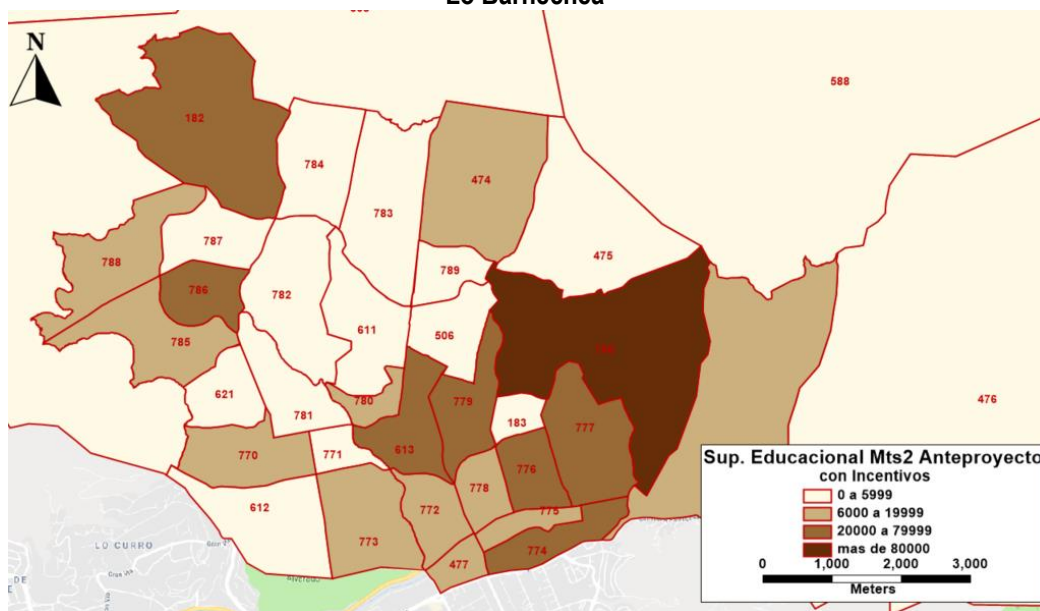 Lo Barnechea
N
588
182
784
474
783
787
475
788
789
786
782
611
506
785
476
621
780
779
781
183
777
613
770
771
776
778
612
772
775
773
774
477
LO CURRO
Sup. Educacional Mts2 Anteproyecto
con Incentivos
0 a 5999
6000 a 19999
20000 a 79999
mas de 80000
0 1,000 2,000 3,000
Meters